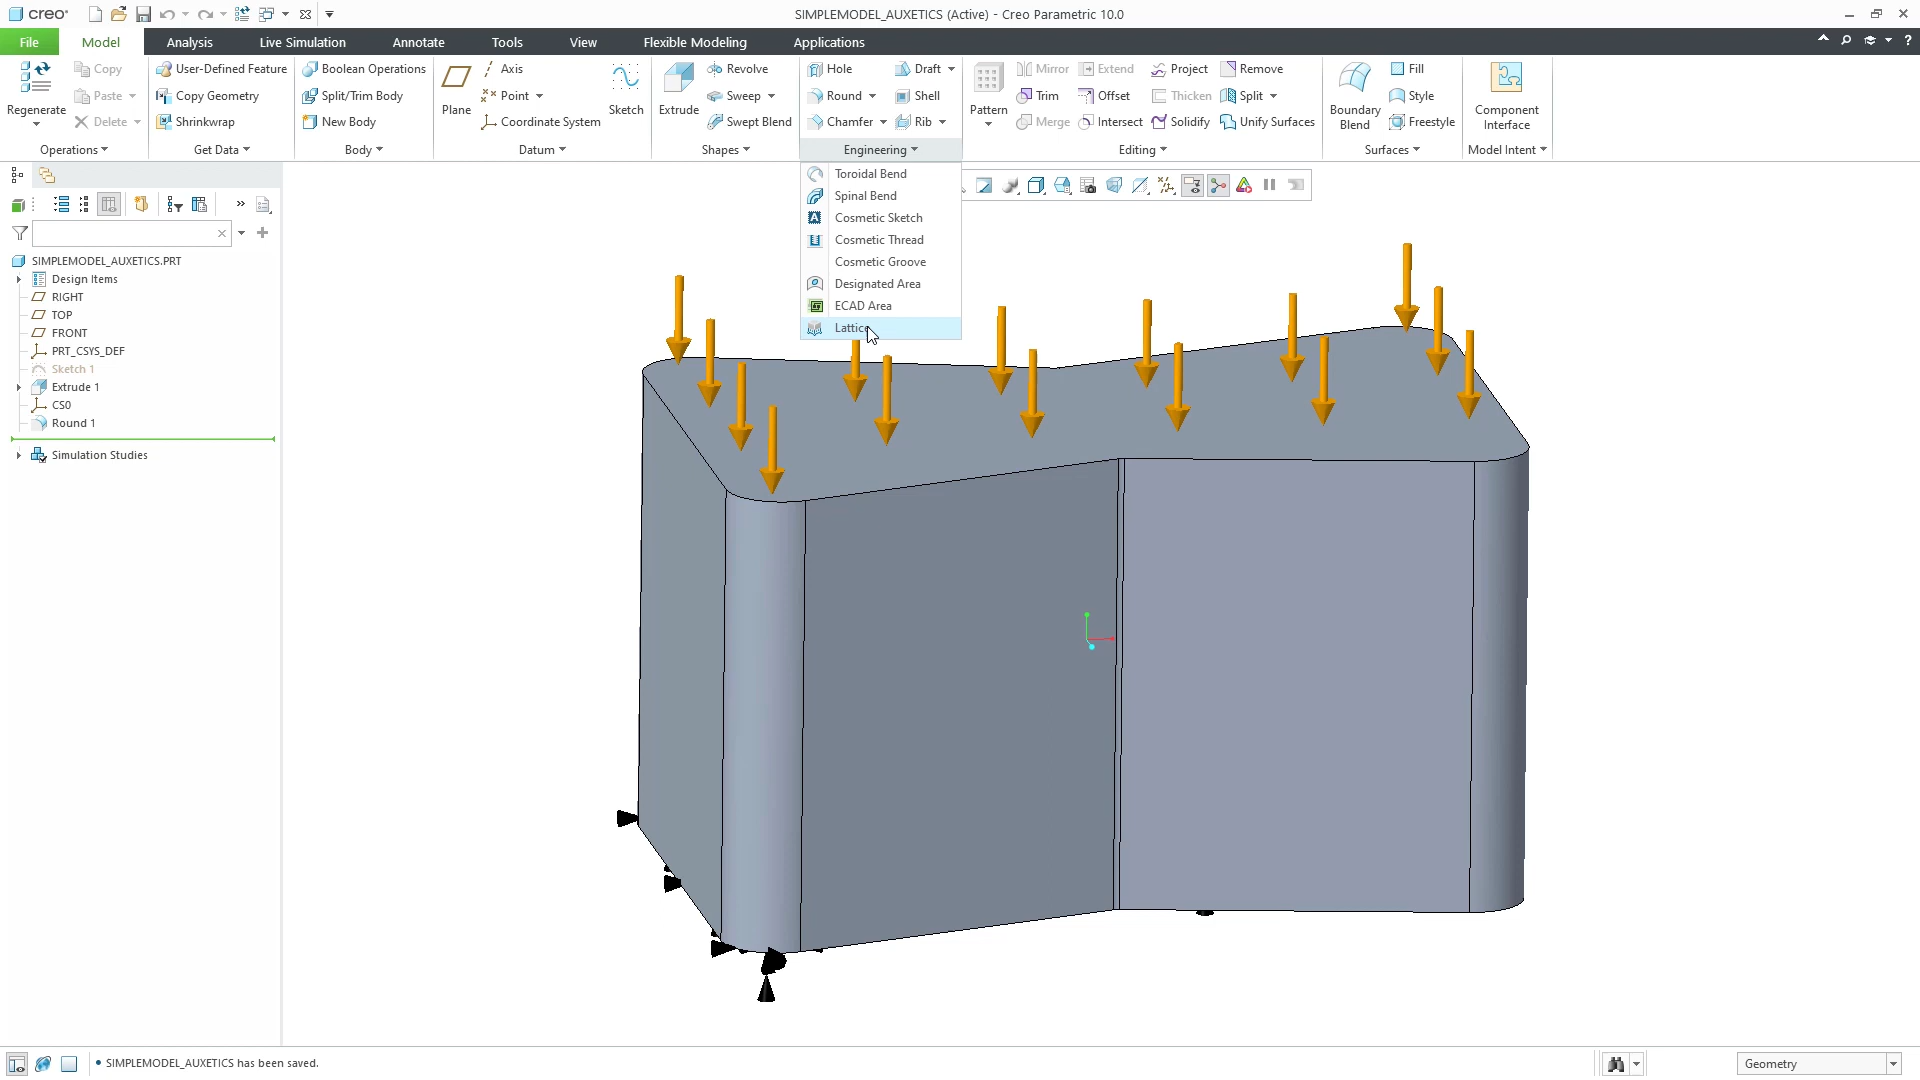 creo
SIMPLEMODEL_AUXETICS (Active) - Creo Parametric 10.0
File Model Analysis Live Simulation Annotate Tools View Flexible Modeling Applications
Regenerate
Copy
Paste
Delete
Operations
User-Defined Feature
Copy Geometry
Shrinkwrap
Get Data
Boolean Operations
Split/Trim Body
New Body
Body
Plane
Axis
Point
Coordinate System
Sketch
Datum
Extrude
Revolve
Sweep
Swept Blend
Shapes
Hole
Round
Chamfer
Draft
Shell
Rib
Engineering
Pattern
Mirror
Trim
Merge
Extend
Offset
Intersect
Project
Thicken
Solidify
Remove
Split
Unify Surfaces
Editing
Boundary
Blend
Fill
Style
Freestyle
Surfaces
Component
Interface
Model Intent
Toroidal Bend
Spinal Bend
Cosmetic Sketch
Cosmetic Thread
Cosmetic Groove
Designated Area
ECAD Area
Lattice
SIMPLEMODEL_AUXETICS.PRT
Design Items
RIGHT
TOP
FRONT
PRT_CSYS_DEF
Sketch 1
Extrude 1
CS0
Round 1
Simulation Studies
• SIMPLEMODEL_AUXETICS has been saved.
Geometry